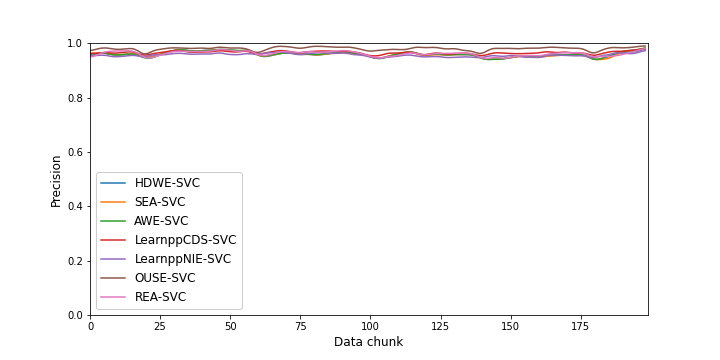 1.0
0.8
0.6
0.4
0.2
0.0
Precision
HDWE-SVC
SEA-SVC
AWE-SVC
LearnppCDS-SVC
LearnppNIE-SVC
OUSE-SVC
REA-SVC
0 25 50 75 100 125 150 175
Data chunk